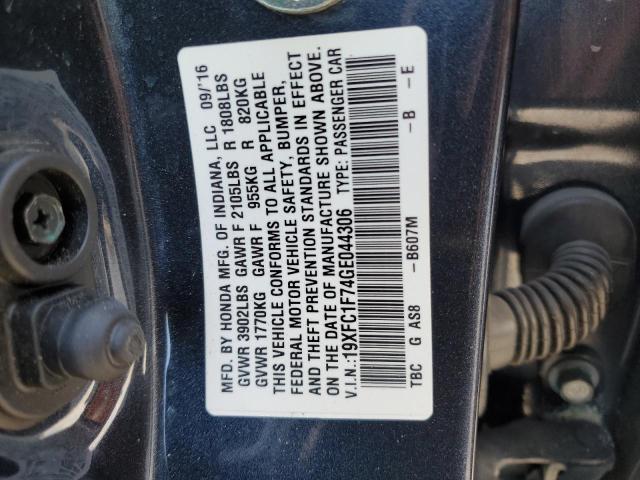 MFD. BY HONDA MFG. OF INDIANA, LLC 09/'16
GVWR 3902LBS GAWR F 2105LBS R 1808LBS
GVWR 1770KG GAWR F 955KG R 820KG
THIS VEHICLE CONFORMS TO ALL APPLICABLE
FEDERAL MOTOR VEHICLE SAFETY, BUMPER,
AND THEFT PREVENTION STANDARDS IN EFFECT
ON THE DATE OF MANUFACTURE SHOWN ABOVE.
V.I.N.:19XFC1F74GE044306 TYPE: PASSENGER CAR
TBC G AS8 -B607M -B -E